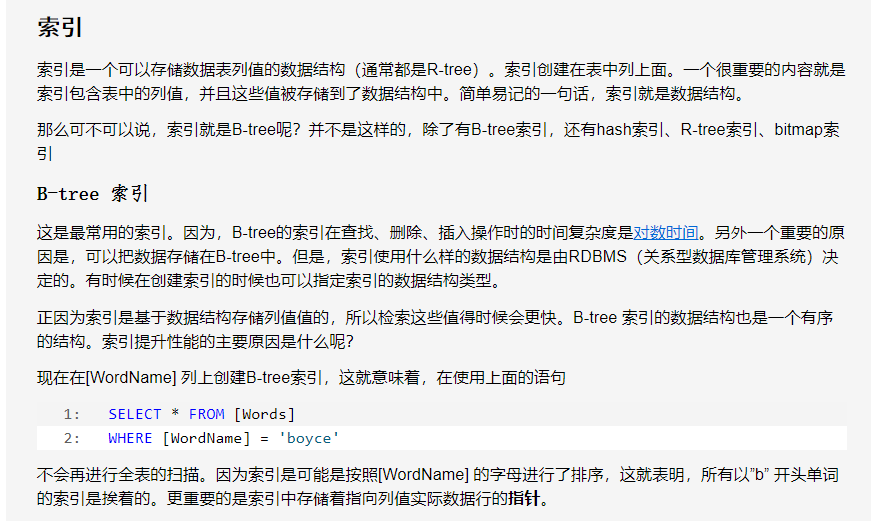 索引
索引是一个可以存储数据表列值的数据结构（通常都是R-tree）。索引创建在表中列上面。一个很重要的内容就是
索引包含表中的列值，并且这些值被存储到了数据结构中。简单易记的一句话，索引就是数据结构。
那么可不可以说，索引就是B-tree呢？并不是这样的，除了有B-tree索引，还有hash索引、R-tree索引、bitmap索
引
B-tree 索引
这是最常用的索引。因为，B-tree的索引在查找、删除、插入操作时的时间复杂度是对数时间。另外一个重要的原
因是，可以把数据存储在B-tree中。但是，索引使用什么样的数据结构是由RDBMS（关系型数据库管理系统）决
定的。有时候在创建索引的时候也可以指定索引的数据结构类型。
正因为索引是基于数据结构存储列值值的，所以检索这些值得时候会更快。B-tree 索引的数据结构也是一个有序
的结构。索引提升性能的主要原因是什么呢？
现在在[WordName] 列上创建B-tree索引，这就意味着，在使用上面的语句
1: SELECT * FROM [Words]
2: WHERE [WordName] = 'boyce'
不会再进行全表的扫描。因为索引是可能是按照[WordName] 的字母进行了排序，这就表明，所有以”b” 开头单词
的索引是挨着的。更重要的是索引中存储着指向列值实际数据行的指针。